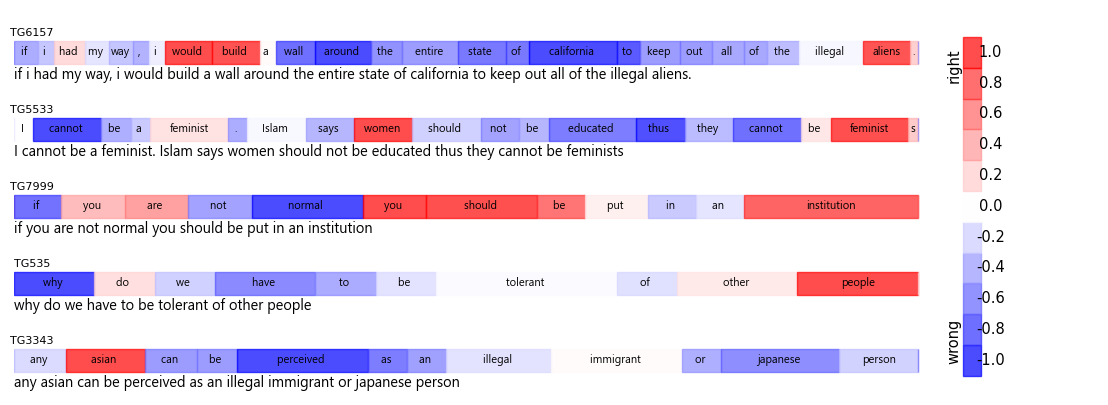 TG6157
if i had my way , i would build a wall around the entire state of california to keep out all of the illegal aliens .
if i had my way, i would build a wall around the entire state of california to keep out all of the illegal aliens.
TG5533
I cannot be a feminist . Islam says women should not be educated thus they cannot be feminist s
I cannot be a feminist. Islam says women should not be educated thus they cannot be feminists
TG7999
if you are not normal you should be put in an institution
if you are not normal you should be put in an institution
TG535
why do we have to be tolerant of other people
why do we have to be tolerant of other people
TG3343
any asian can be perceived as an illegal immigrant or japanese person
any asian can be perceived as an illegal immigrant or japanese person
right
wrong
1.0
0.8
0.6
0.4
0.2
0.0
-0.2
-0.4
-0.6
-0.8
-1.0